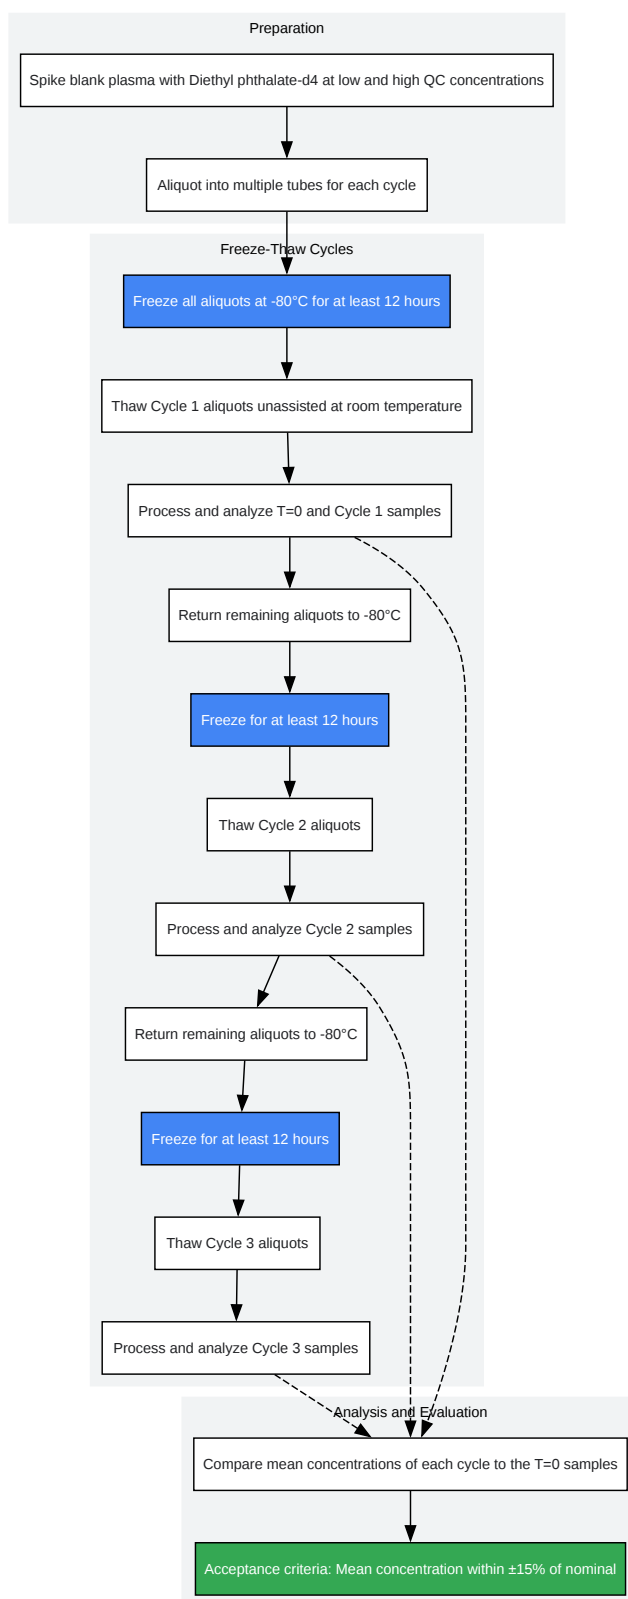 Preparation
Spike blank plasma with Diethyl phthalate-d4 at low and high QC concentrations
Aliquot into multiple tubes for each cycle
Freeze-Thaw Cycles
Freeze all aliquots at -80°C for at least 12 hours
Thaw Cycle 1 aliquots unassisted at room temperature
Process and analyze T=0 and Cycle 1 samples
Return remaining aliquots to -80°C
Freeze for at least 12 hours
Thaw Cycle 2 aliquots
Process and analyze Cycle 2 samples
Return remaining aliquots to -80°C
Freeze for at least 12 hours
Thaw Cycle 3 aliquots
Process and analyze Cycle 3 samples
Analysis and Evaluation
Compare mean concentrations of each cycle to the T=0 samples
Acceptance criteria: Mean concentration within ±15% of nominal